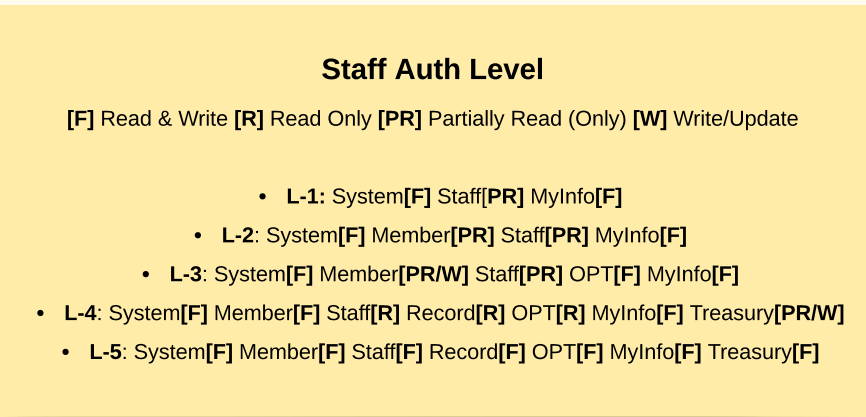 Staff Auth Level
[F] Read & Write [R] Read Only [PR] Partially Read (Only) [W] Write/Update
• L-1: System[F] Staff[PR] MyInfo[F]
• L-2: System[F] Member[PR] Staff[PR] MyInfo[F]
• L-3: System[F] Member[PR/W] Staff[PR] OPT[F] MyInfo[F]
• L-4: System[F] Member[F] Staff[R] Record[R] OPT[R] MyInfo[F] Treasury[PR/W]
• L-5: System[F] Member[F] Staff[F] Record[F] OPT[F] MyInfo[F] Treasury[F]